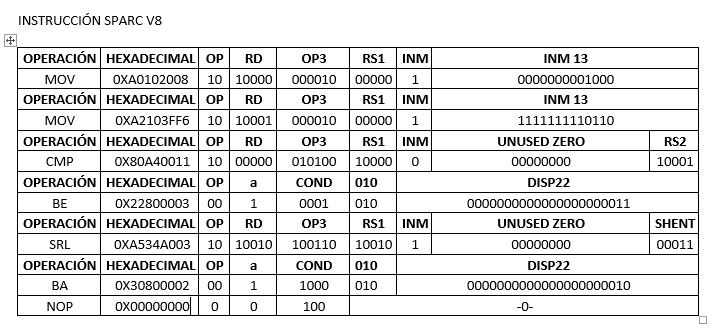 INSTRUCCIÓN SPARC V8
OPERACIÓN HEXADECIMAL OP RD OP3 RS1 INM INM 13
MOV 0XA0102008 10 10000 000010 00000 1 0000000001000
OPERACIÓN HEXADECIMAL OP RD OP3 RS1 INM INM 13
MOV 0XA2103FF6 10 10001 000010 00000 1 1111111110110
OPERACIÓN HEXADECIMAL OP RD OP3 RS1 INM UNUSED ZERO RS2
CMP 0X80A40011 10 00000 010100 10000 0 00000000 10001
OPERACIÓN HEXADECIMAL OP a COND 010 DISP22
BE 0X22800003 00 1 0001 010 0000000000000000000011
OPERACIÓN HEXADECIMAL OP RD OP3 RS1 INM UNUSED ZERO SHENT
SRL 0XA534A003 10 10010 100110 10010 1 00000000 00011
OPERACIÓN HEXADECIMAL OP a COND 010 DISP22
BA 0X30800002 00 1 1000 010 0000000000000000000010
NOP 0X00000000 0 0 100 -0-